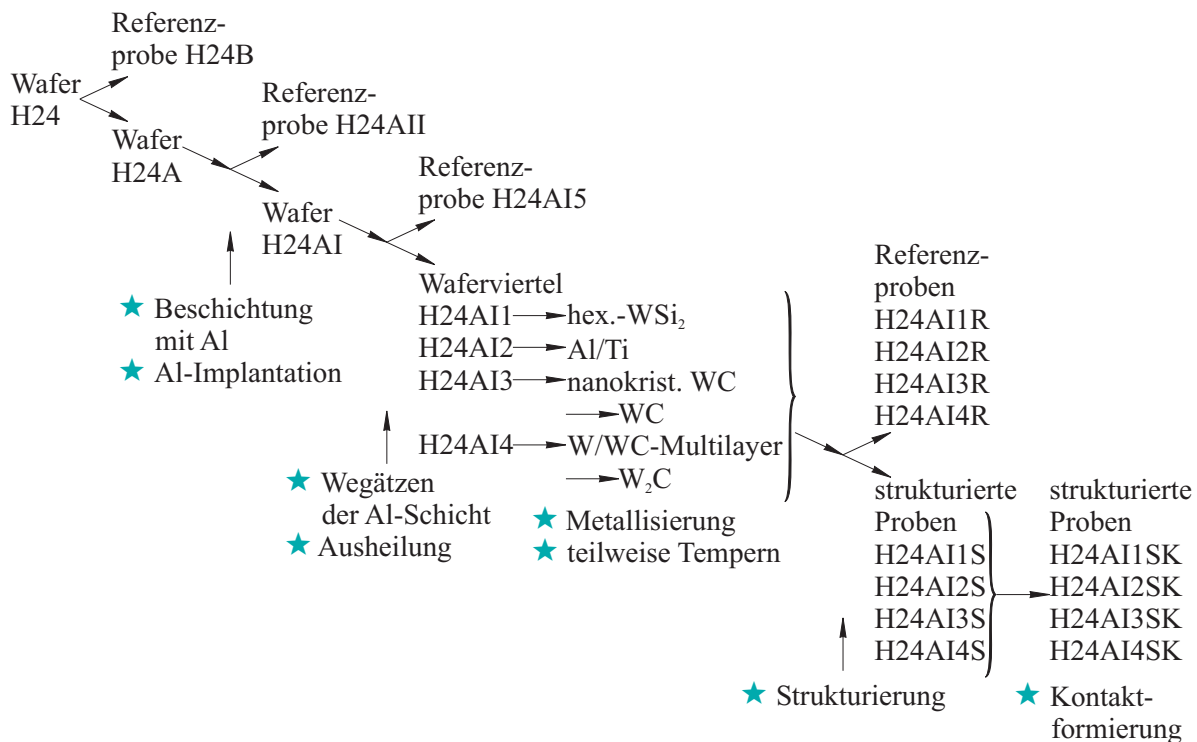 Referenz-
probe H24B
Wafer
H24
Referenz-
probe H24AII
Wafer
H24A
Referenz-
probe H24AI5
Wafer
H24AI
★ Beschichtung
mit Al
★ Al-Implantation
Waferviertel
H24AI1 → hex.-WSi₂
H24AI2 → Al/Ti
H24AI3 → nanokrist. WC
→ WC
H24AI4 → W/WC-Multilayer
→ W₂C
★ Wegätzen
der Al-Schicht
★ Ausheilung
★ Metallisierung
★ teilweise Tempern
Referenz-
proben
H24AI1R
H24AI2R
H24AI3R
H24AI4R
strukturierte
Proben
H24AI1S
H24AI2S
H24AI3S
H24AI4S
★ Strukturierung
strukturierte
Proben
H24AI1SK
H24AI2SK
H24AI3SK
H24AI4SK
★ Kontakt-
formierung